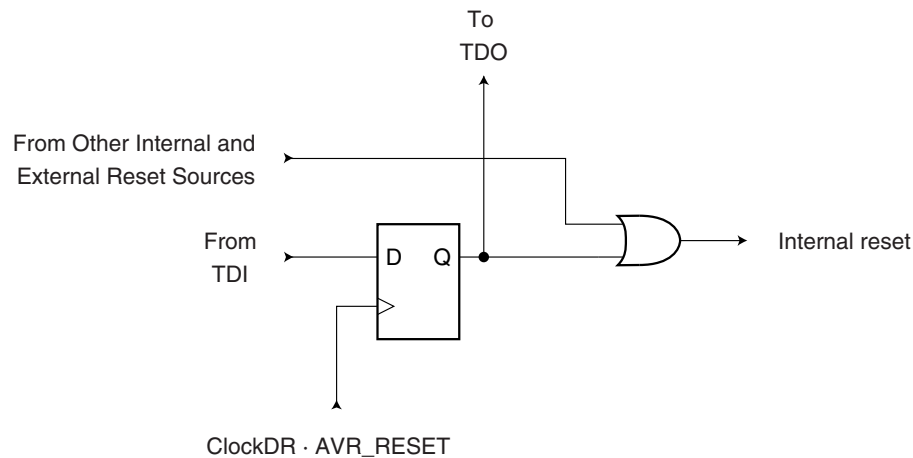 To
TDO
From Other Internal and
External Reset Sources
From
TDI
D Q
Internal reset
ClockDR · AVR_RESET